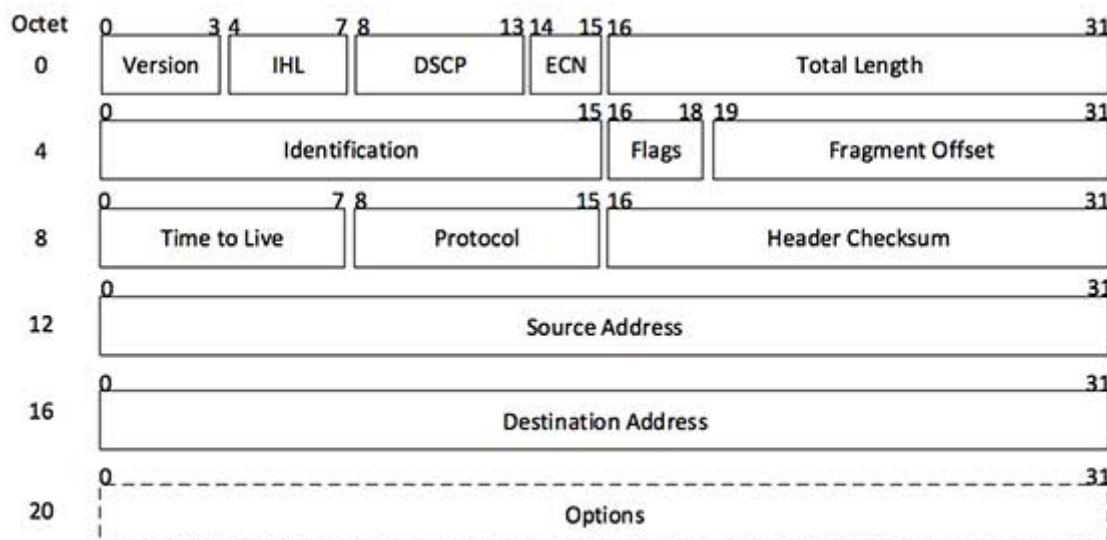 Octet 0 3 4 7 8 13 14 15 16 31
0 Version IHL DSCP ECN Total Length
0 15 16 18 19 31
4 Identification Flags Fragment Offset
0 7 8 15 16 31
8 Time to Live Protocol Header Checksum
0 31
12 Source Address
0 31
16 Destination Address
0 31
20 Options